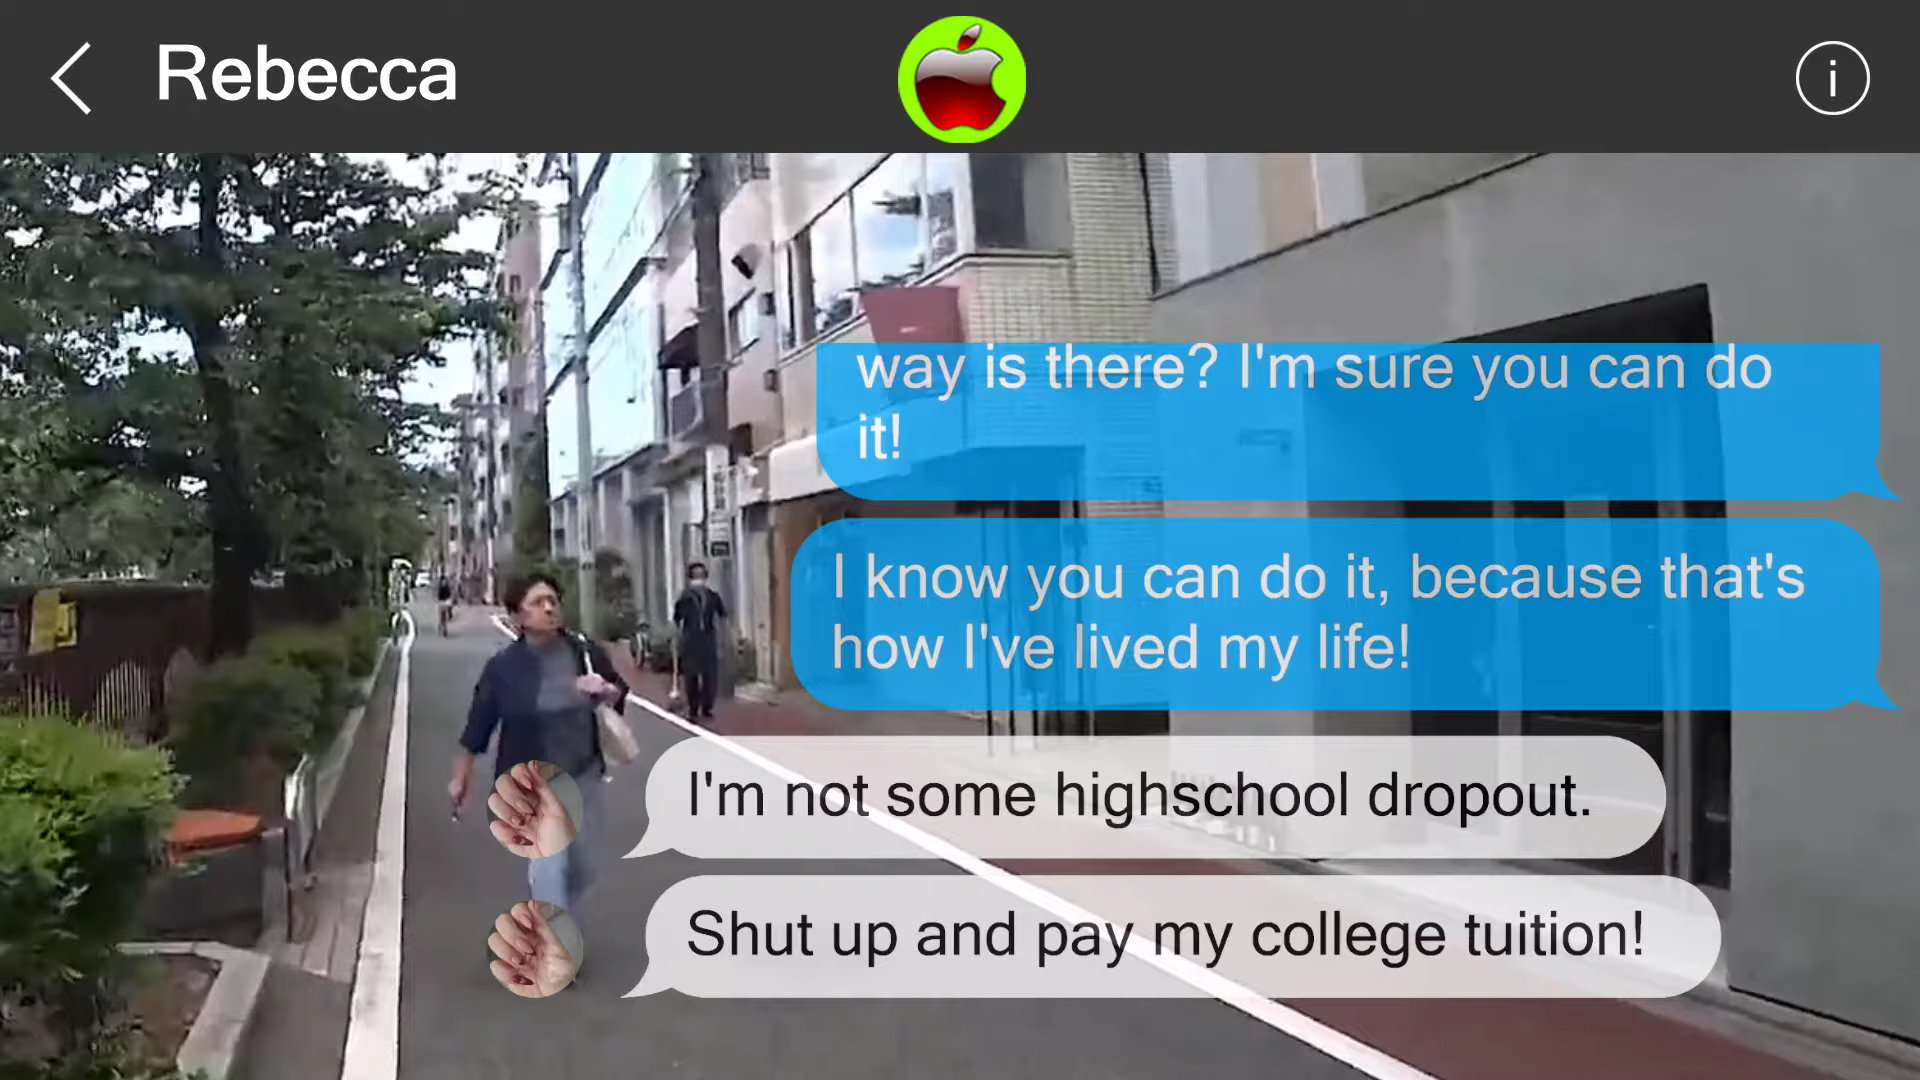 Rebecca
way is there? I'm sure you can do
it!
I know you can do it, because that's
how I've lived my life!
I'm not some highschool dropout.
Shut up and pay my college tuition!